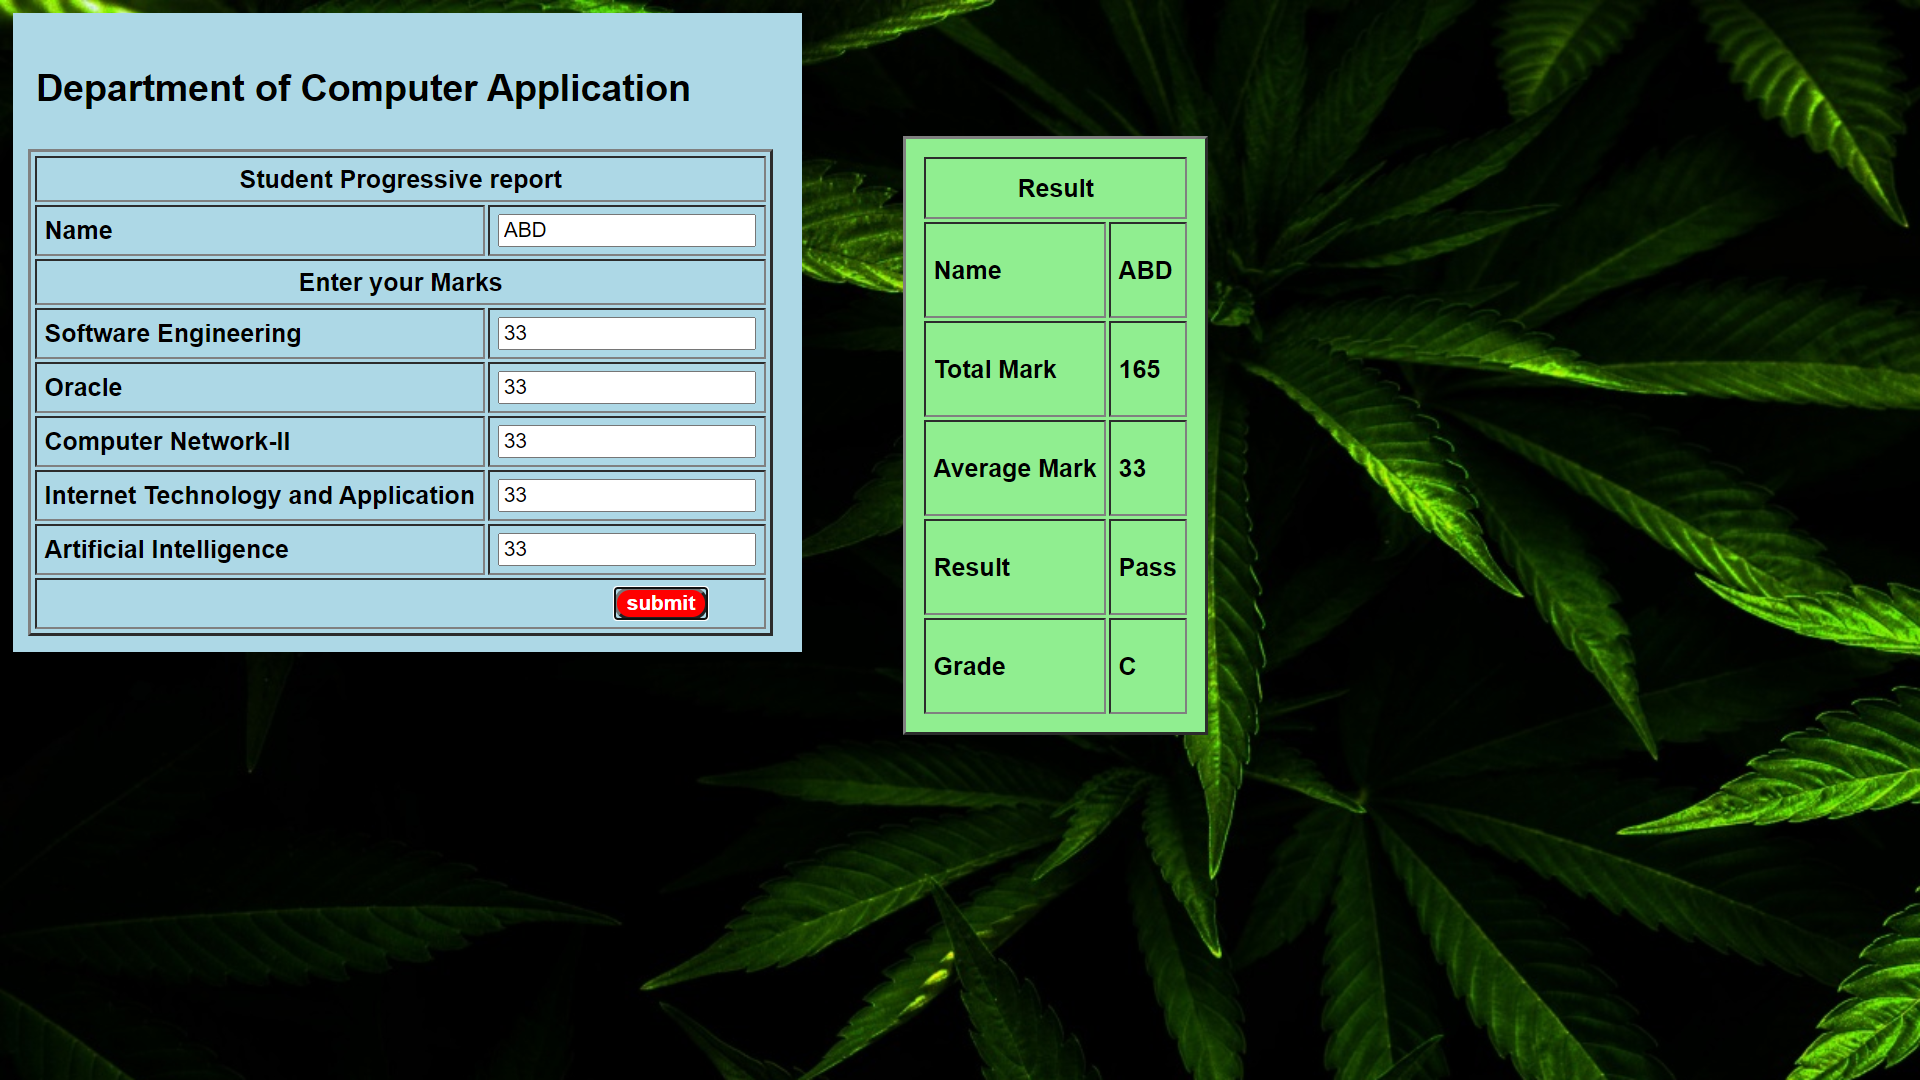 Department of Computer Application
Student Progressive report
Name ABD
Enter your Marks
Software Engineering 33
Oracle 33
Computer Network-II 33
Internet Technology and Application 33
Artificial Intelligence 33
submit
Result
Name ABD
Total Mark 165
Average Mark 33
Result Pass
Grade C